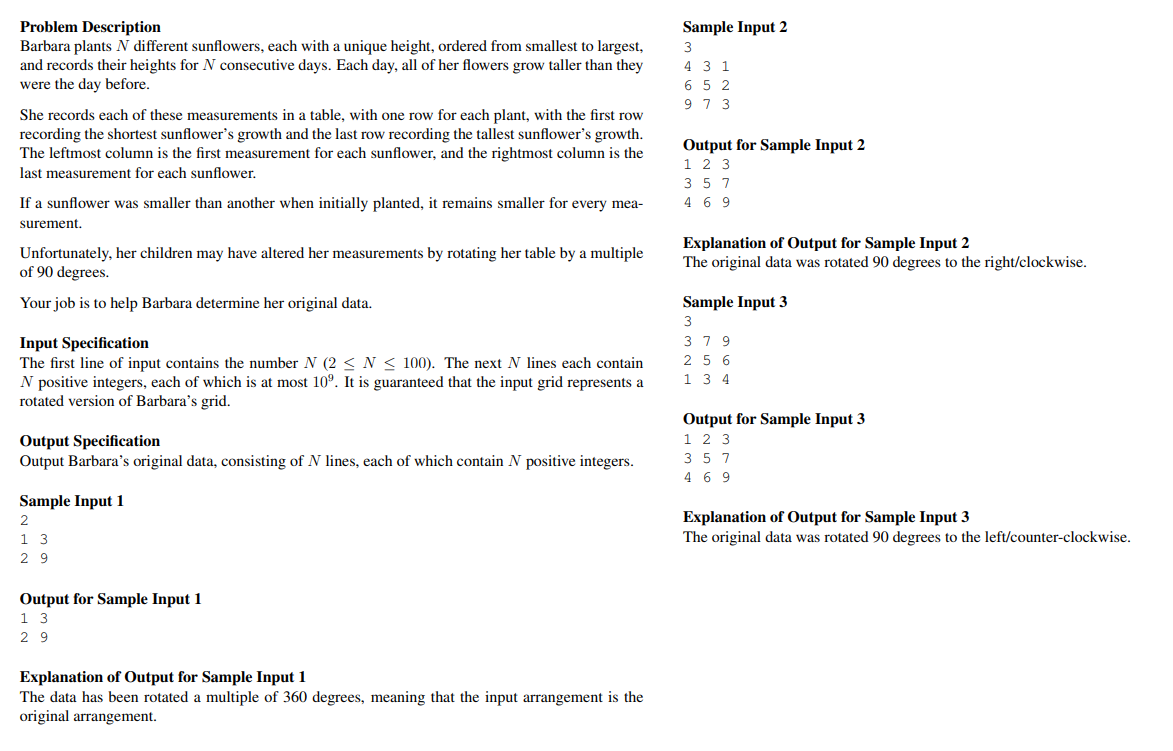 Problem Description
Barbara plants N different sunflowers, each with a unique height, ordered from smallest to largest,
and records their heights for N consecutive days. Each day, all of her flowers grow taller than they
were the day before.
She records each of these measurements in a table, with one row for each plant, with the first row
recording the shortest sunflower's growth and the last row recording the tallest sunflower's growth.
The leftmost column is the first measurement for each sunflower, and the rightmost column is the
last measurement for each sunflower.
If a sunflower was smaller than another when initially planted, it remains smaller for every mea-
surement.
Unfortunately, her children may have altered her measurements by rotating her table by a multiple
of 90 degrees.
Your job is to help Barbara determine her original data.
Input Specification
The first line of input contains the number N (2 ≤ N ≤ 100). The next N lines each contain
N positive integers, each of which is at most 10⁹. It is guaranteed that the input grid represents a
rotated version of Barbara's grid.
Output Specification
Output Barbara's original data, consisting of N lines, each of which contain N positive integers.
Sample Input 1
2
1 3
2 9
Output for Sample Input 1
1 3
2 9
Explanation of Output for Sample Input 1
The data has been rotated a multiple of 360 degrees, meaning that the input arrangement is the
original arrangement.
Sample Input 2
3
4 3 1
6 5 2
9 7 3
Output for Sample Input 2
1 2 3
3 5 7
4 6 9
Explanation of Output for Sample Input 2
The original data was rotated 90 degrees to the right/clockwise.
Sample Input 3
3
3 7 9
2 5 6
1 3 4
Output for Sample Input 3
1 2 3
3 5 7
4 6 9
Explanation of Output for Sample Input 3
The original data was rotated 90 degrees to the left/counter-clockwise.